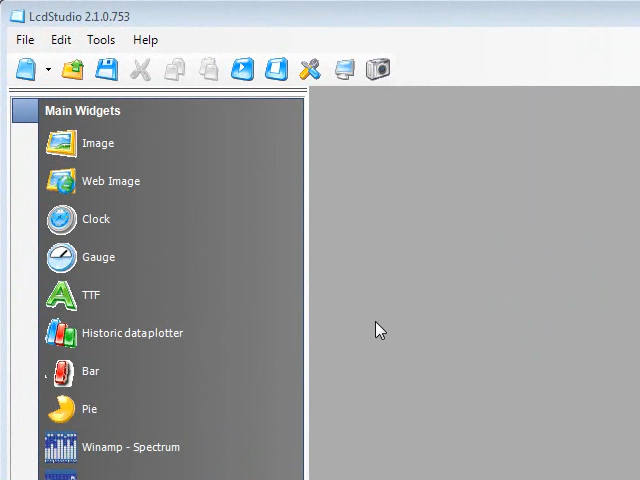 LcdStudio 2.1.0.753
File Edit Tools Help
Main Widgets
Image
Web Image
Clock
Gauge
TTF
Historic dataplotter
Bar
Pie
Winamp - Spectrum